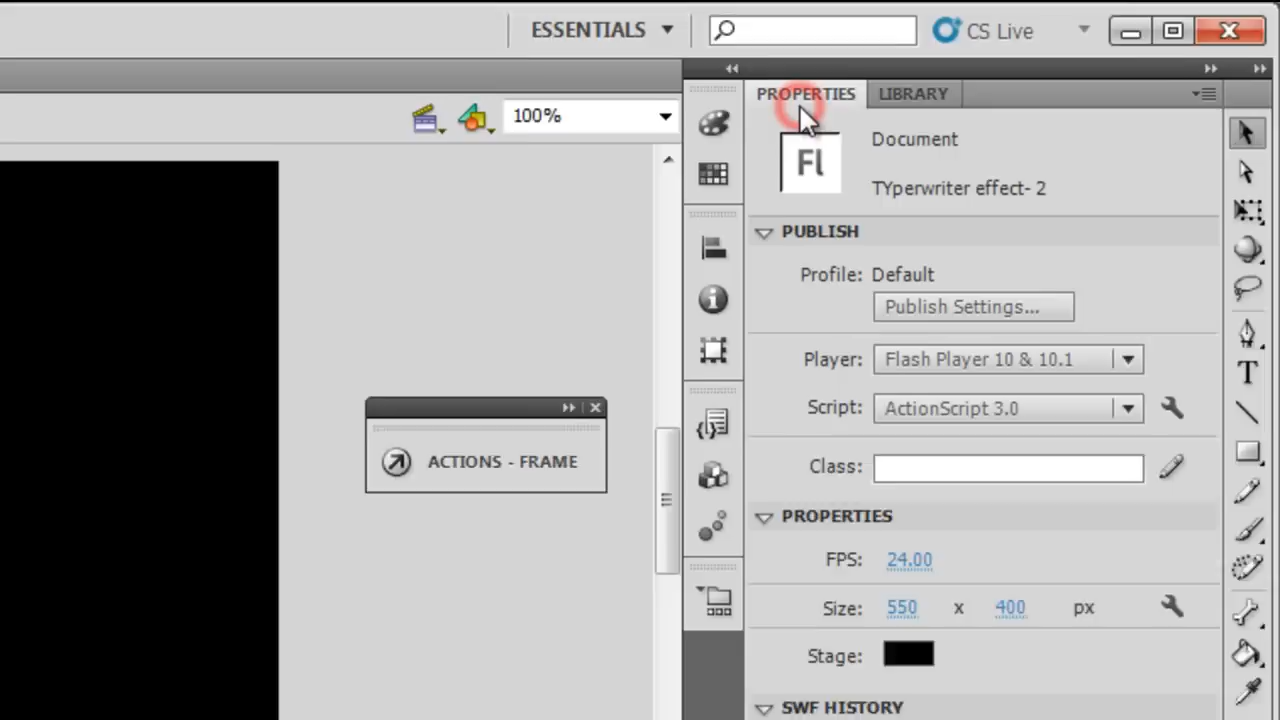 ESSENTIALS
CS Live
PROPERTIES LIBRARY
100%
Fl
Document
TYperwriter effect- 2
PUBLISH
Profile: Default
Publish Settings...
Player: Flash Player 10 & 10.1
Script: ActionScript 3.0
ACTIONS - FRAME
Class:
PROPERTIES
FPS: 24.00
Size: 550 x 400 px
Stage:
SWF HISTORY
T